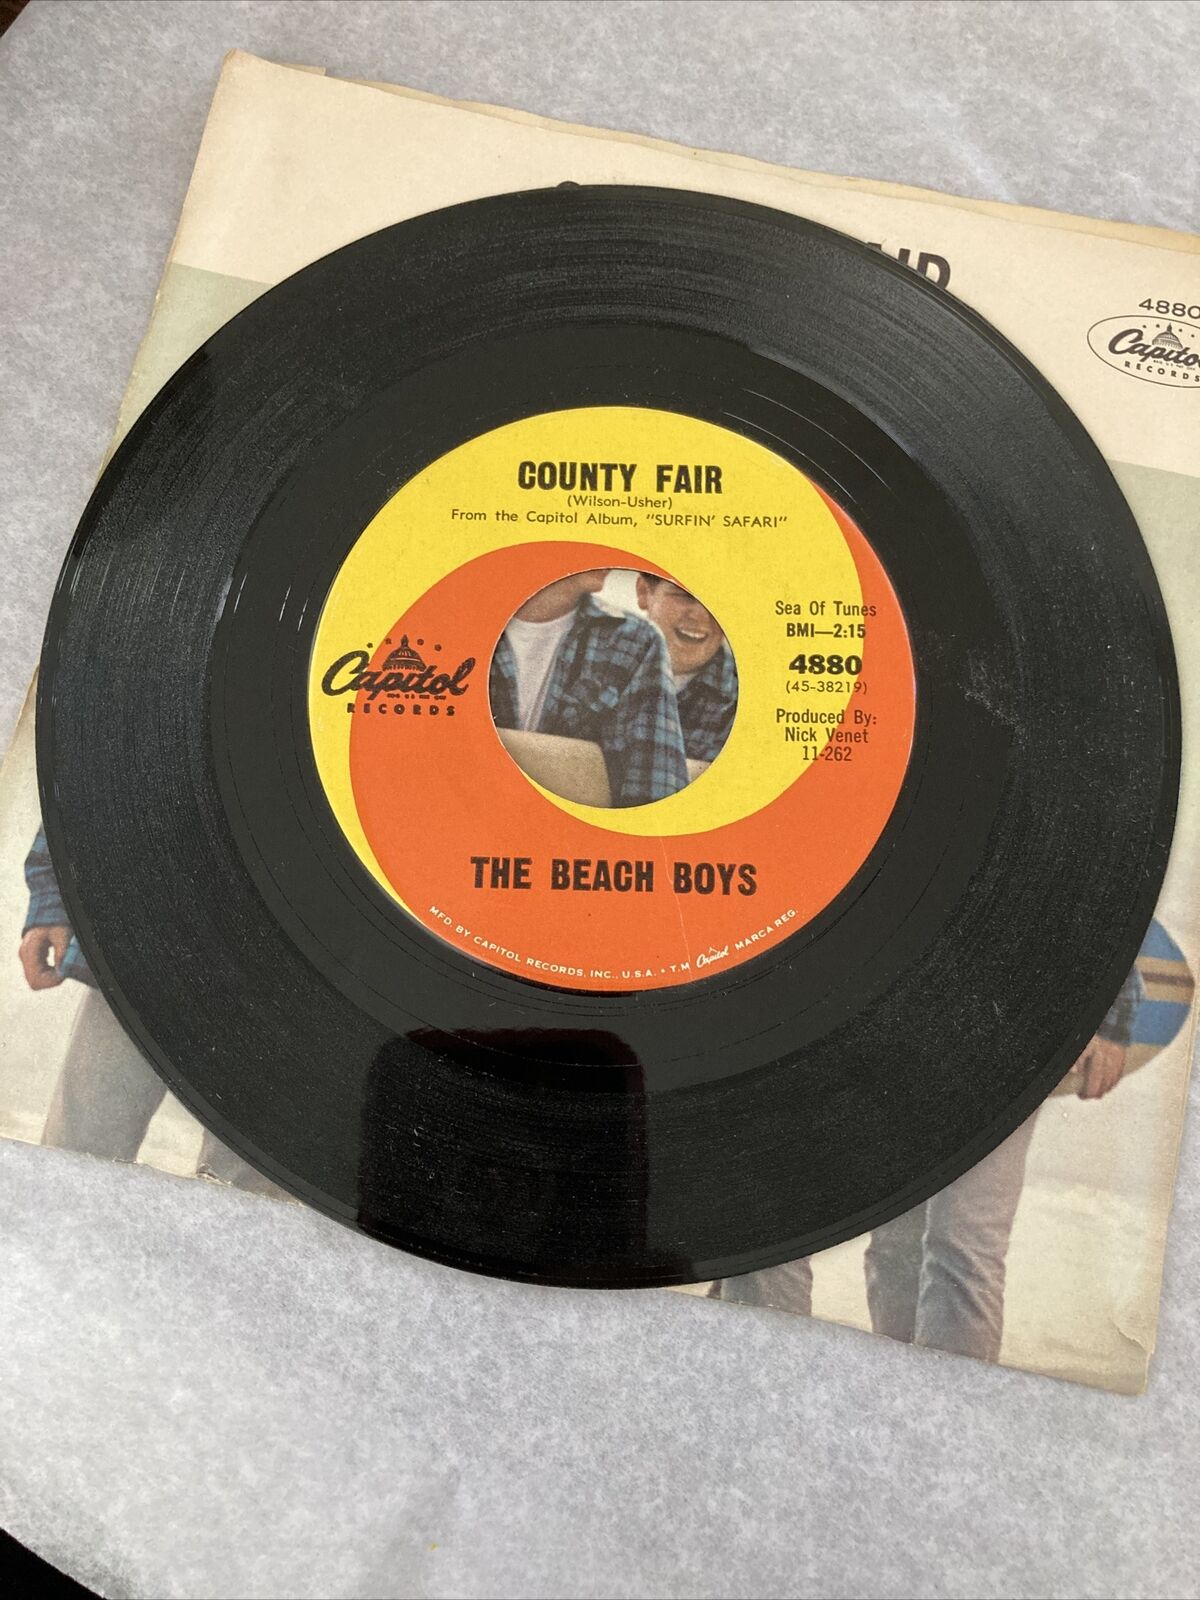 4880
Capitol
RECORDS
COUNTY FAIR
(Wilson-Usher)
From the Capitol Album, "SURFIN' SAFARI"
Sea Of Tunes
BMI—2:15
4880
(45-38219)
Produced By:
Nick Venet
11-262
Capitol
RECORDS
THE BEACH BOYS
MFD. BY CAPITOL RECORDS, INC., U.S.A. • T.M. Capitol MARCA REG.